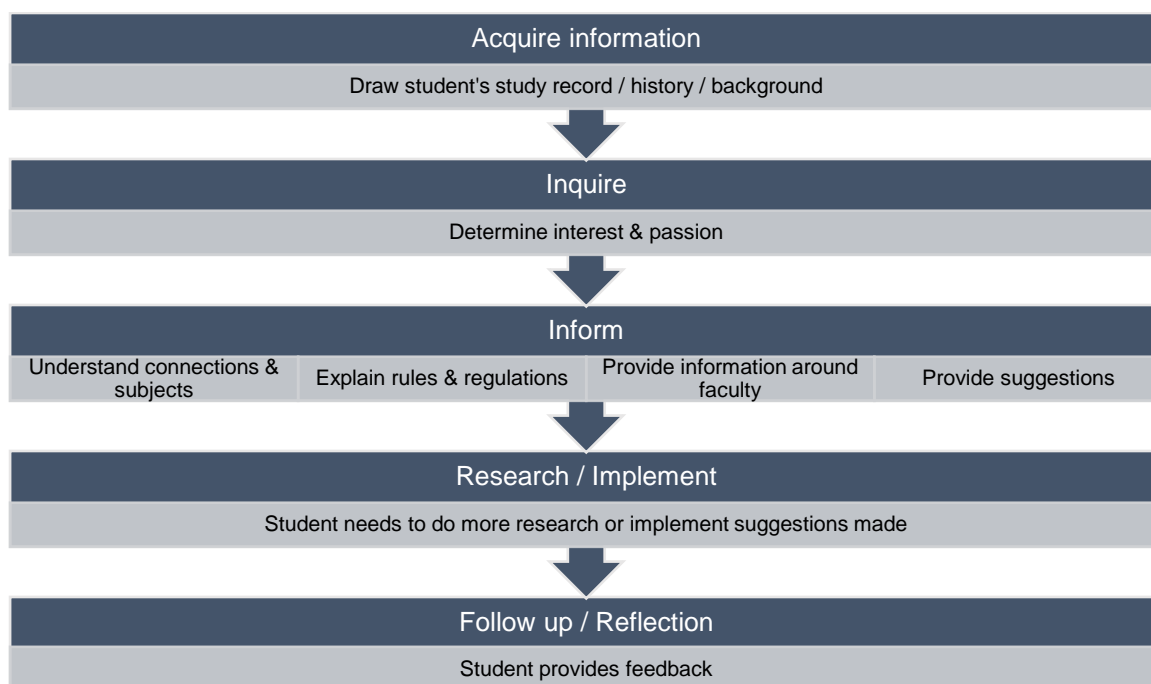 Acquire information
Draw student's study record / history / background
Inquire
Determine interest & passion
Inform
Understand connections &
subjects
Explain rules & regulations
Provide information around
faculty
Provide suggestions
Research / Implement
Student needs to do more research or implement suggestions made
Follow up / Reflection
Student provides feedback